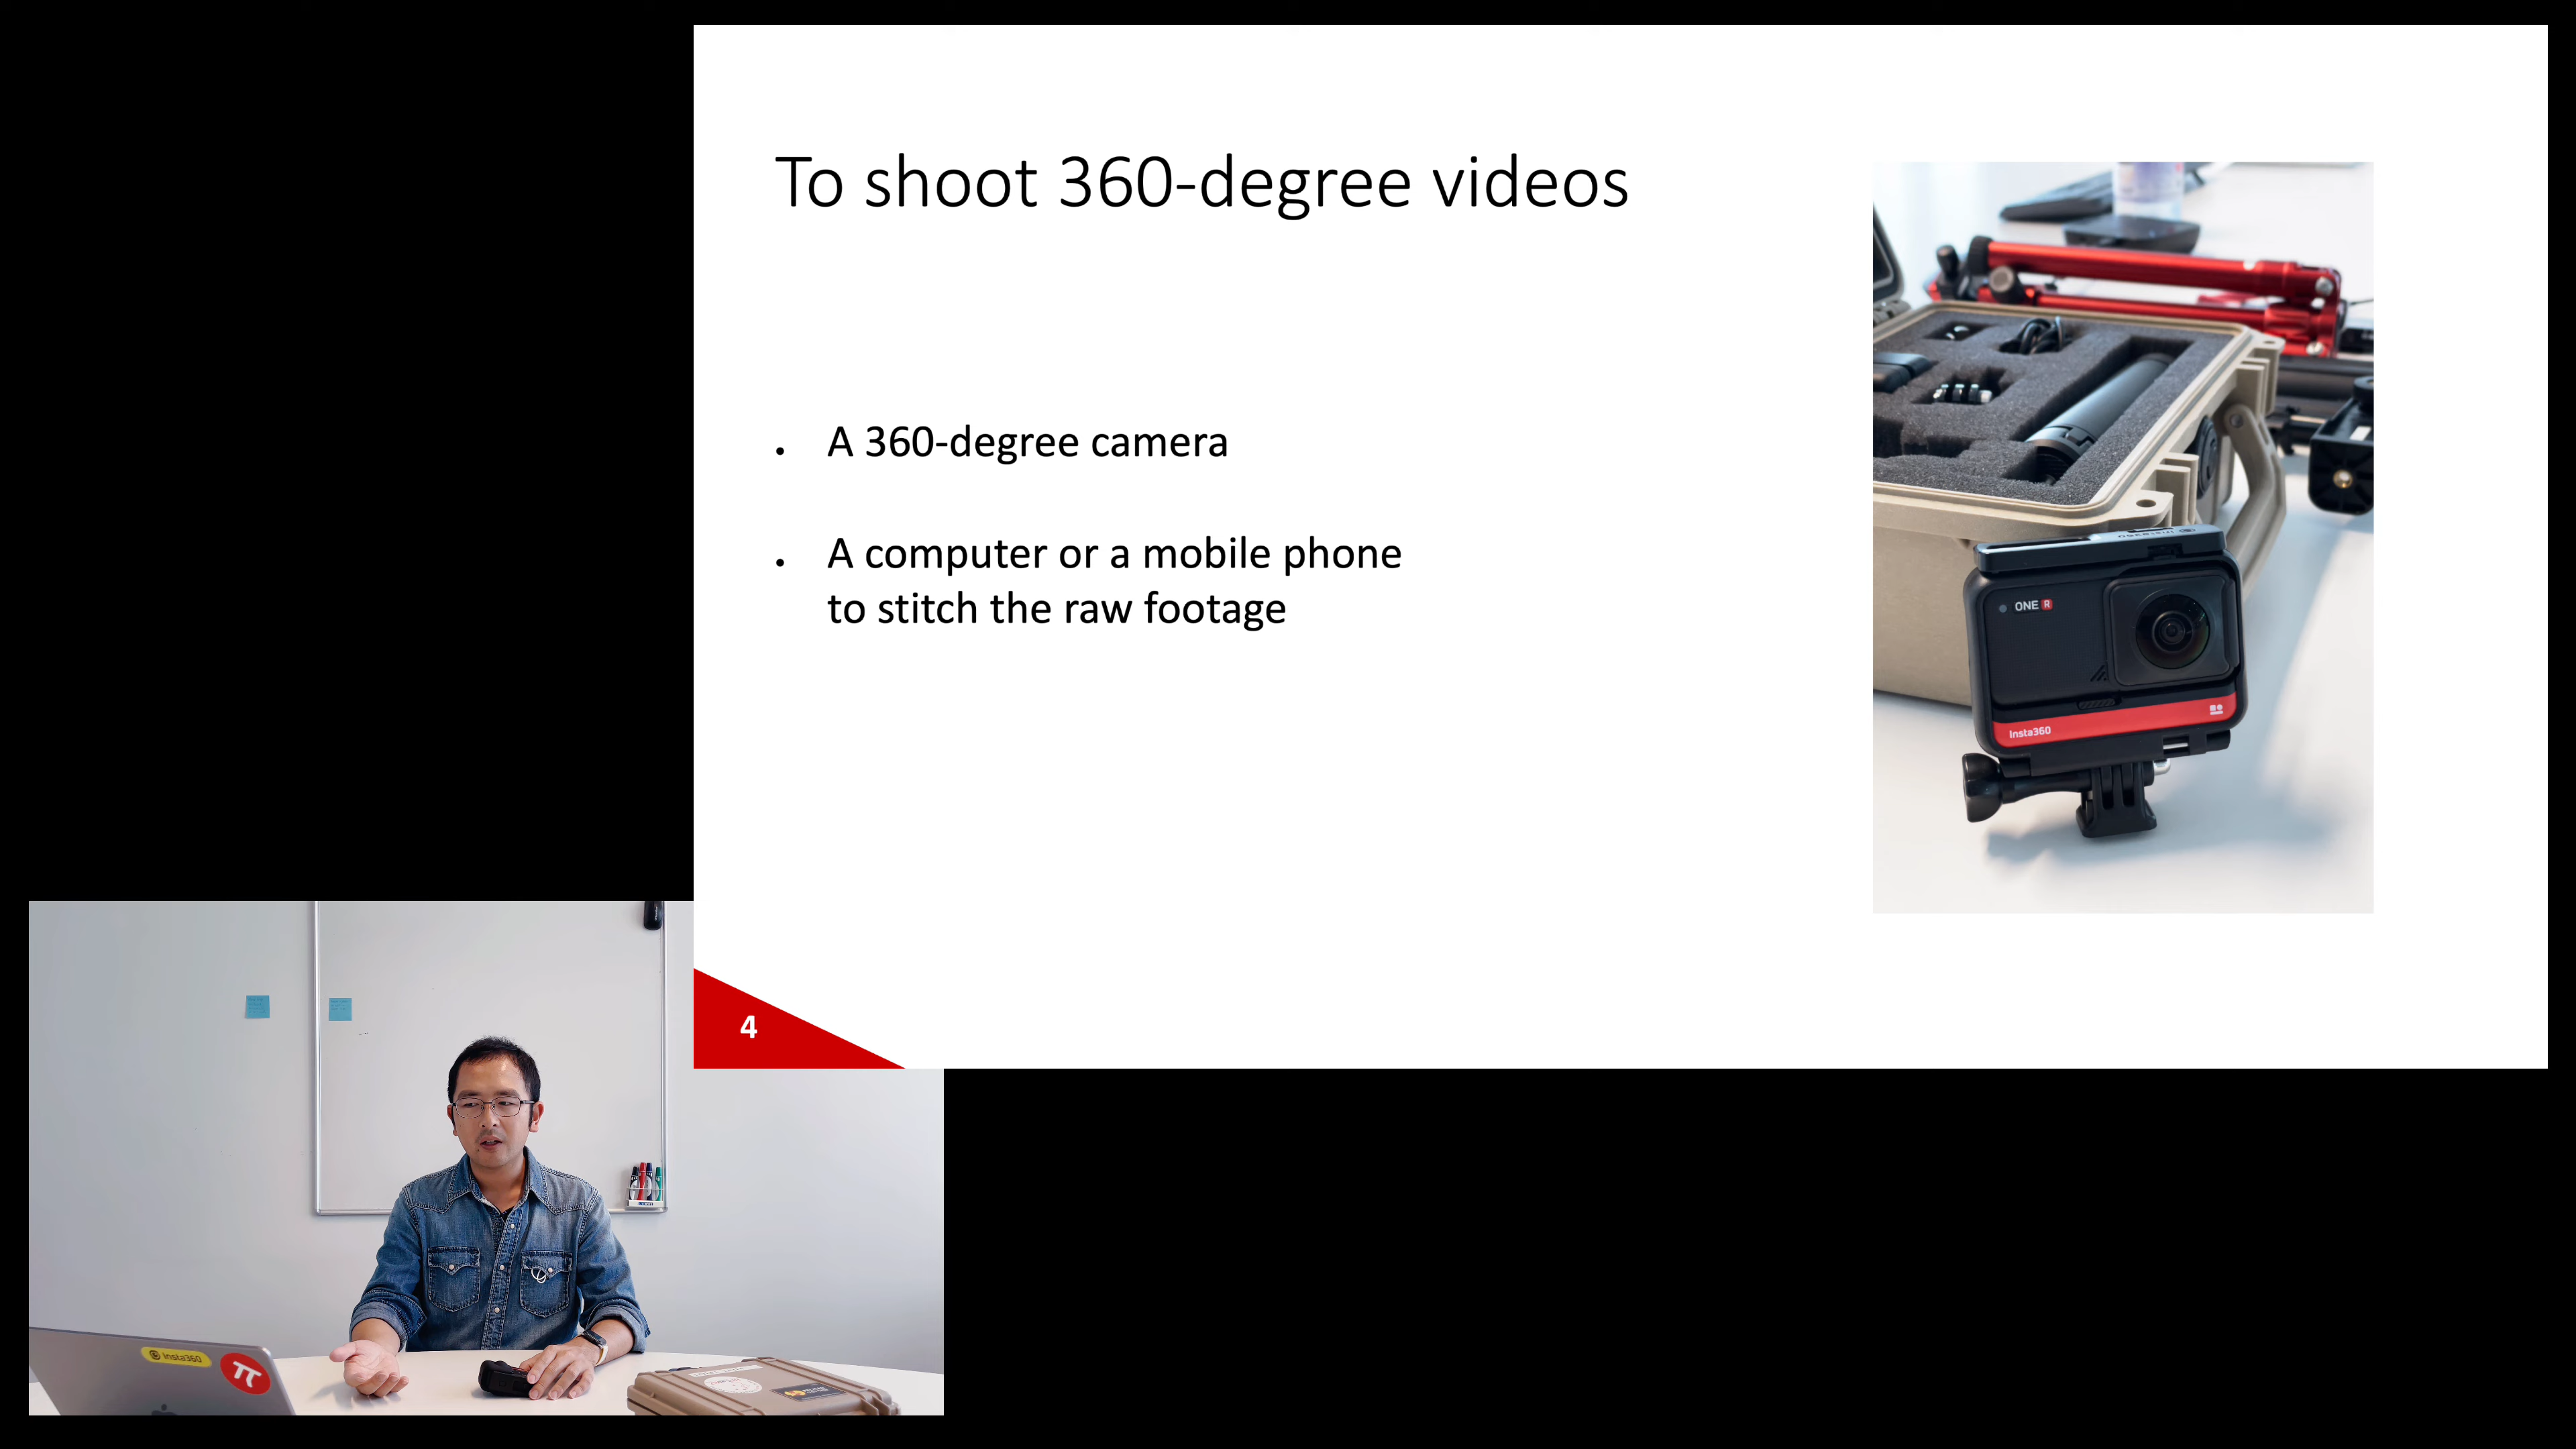 To shoot 360-degree videos
• A 360-degree camera
• A computer or a mobile phone
to stitch the raw footage
ONE R
Insta360
4
Insta360
π